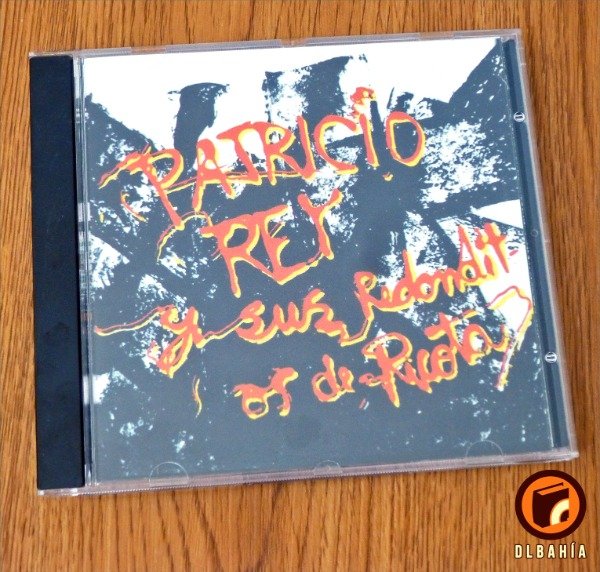 PATRICIO
REY
y sus Redondit
os de Ricota
DLBAHÍA